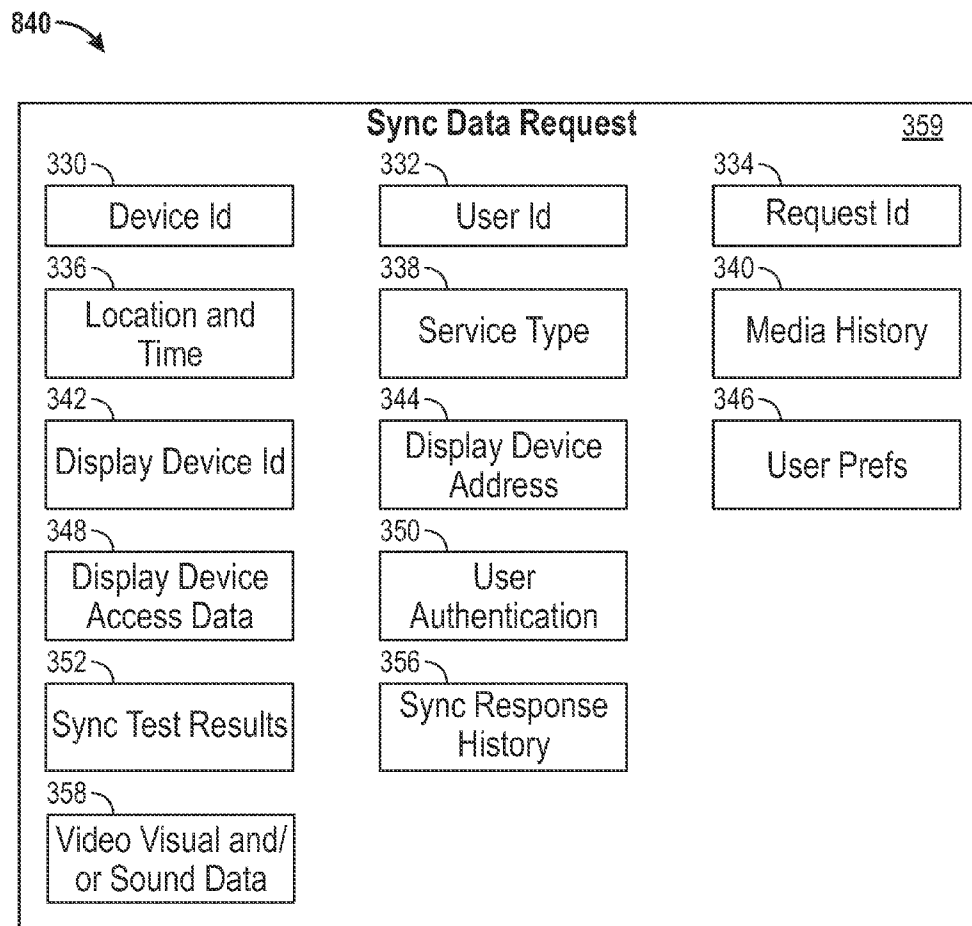 840
Sync Data Request
359
330
332
334
Device Id
User Id
Request Id
336
338
340
Location and
Time
Service Type
Media History
342
344
346
Display Device Id
Display Device
Address
User Prefs
348
350
Display Device
Access Data
User
Authentication
352
356
Sync Test Results
Sync Response
History
358
Video Visual and/
or Sound Data